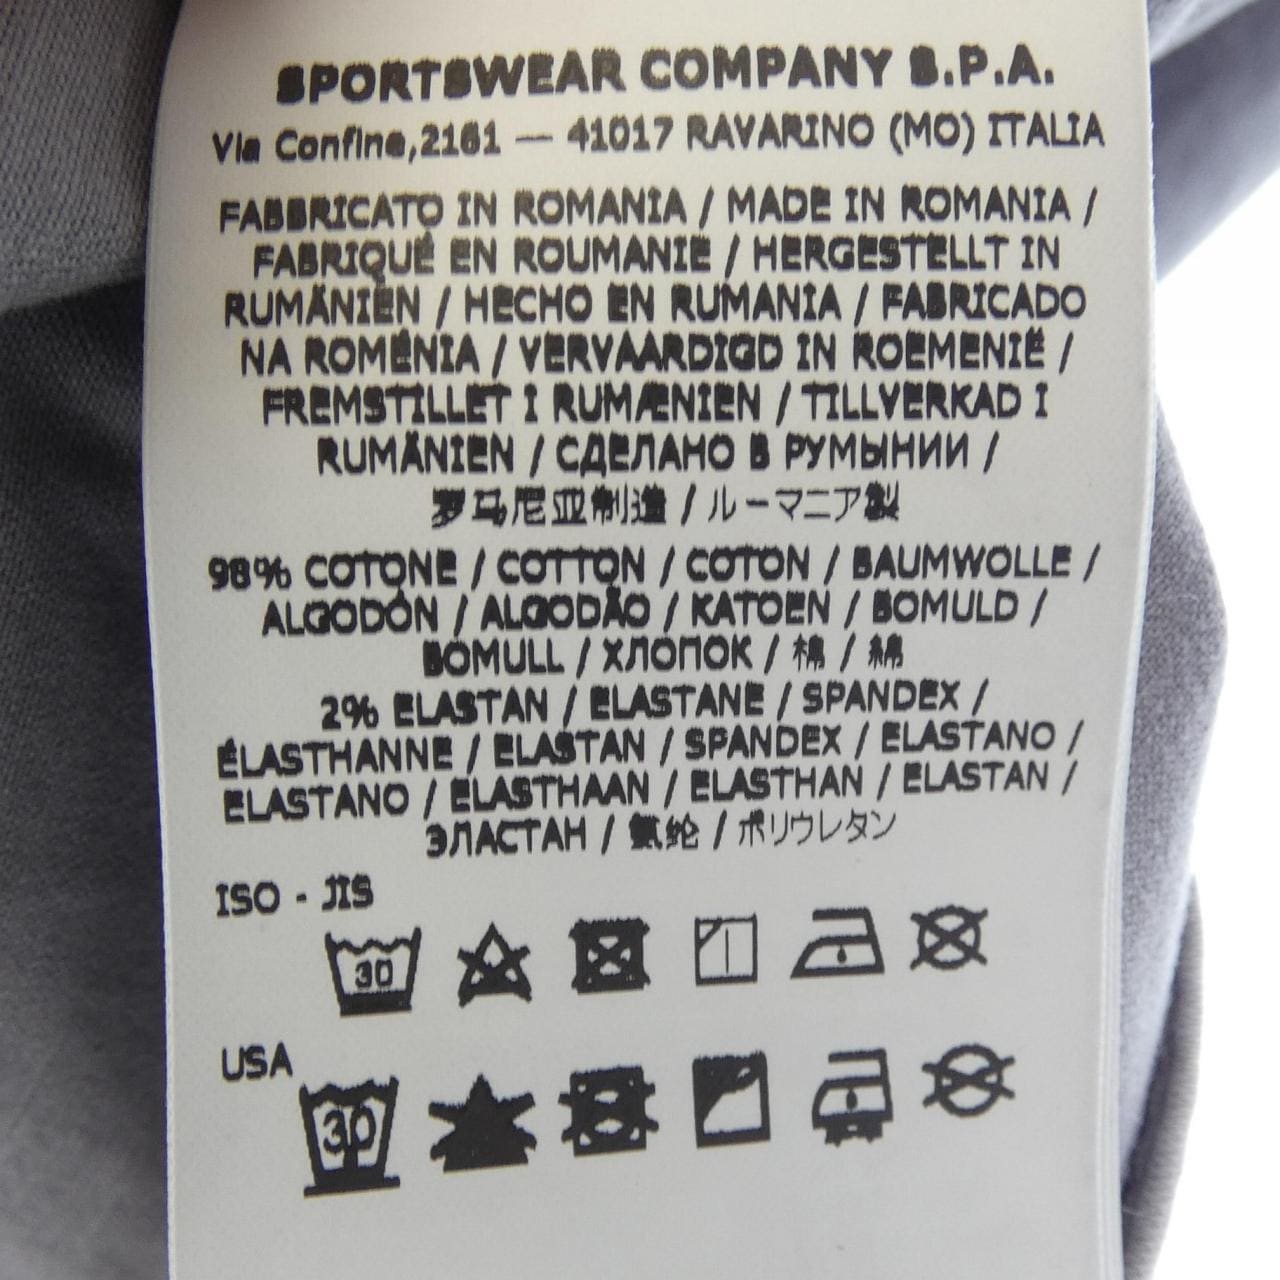 SPORTSWEAR COMPANY S.P.A.
Via Confine,2161 — 41017 RAVARINO (MO) ITALIA
FABBRICATO IN ROMANIA / MADE IN ROMANIA /
FABRIQUÉ EN ROUMANIE / HERGESTELLT IN
RUMÄNIEN / HECHO EN RUMANIA / FABRICADO
NA ROMÉNIA / VERVAARDIGD IN ROEMENIË /
FREMSTILLET I RUMÆNIEN / TILLVERKAD I
RUMÄNIEN / СДЕЛАНО В РУМЫНИИ /
罗马尼亚制造 / ルーマニア製
98% COTONE / COTTON / COTON / BAUMWOLLE /
ALGODÓN / ALGODÃO / KATOEN / BOMULD /
BOMULL / ХЛОПОК / 棉 / 綿
2% ELASTAN / ELASTANE / SPANDEX /
ÉLASTHANNE / ELASTAN / SPANDEX / ELASTANO /
ELASTANO / ELASTHAAN / ELASTHAN / ELASTAN /
ЭЛАСТАН / 氨纶 / ポリウレタン
ISO - JIS
30
USA
30